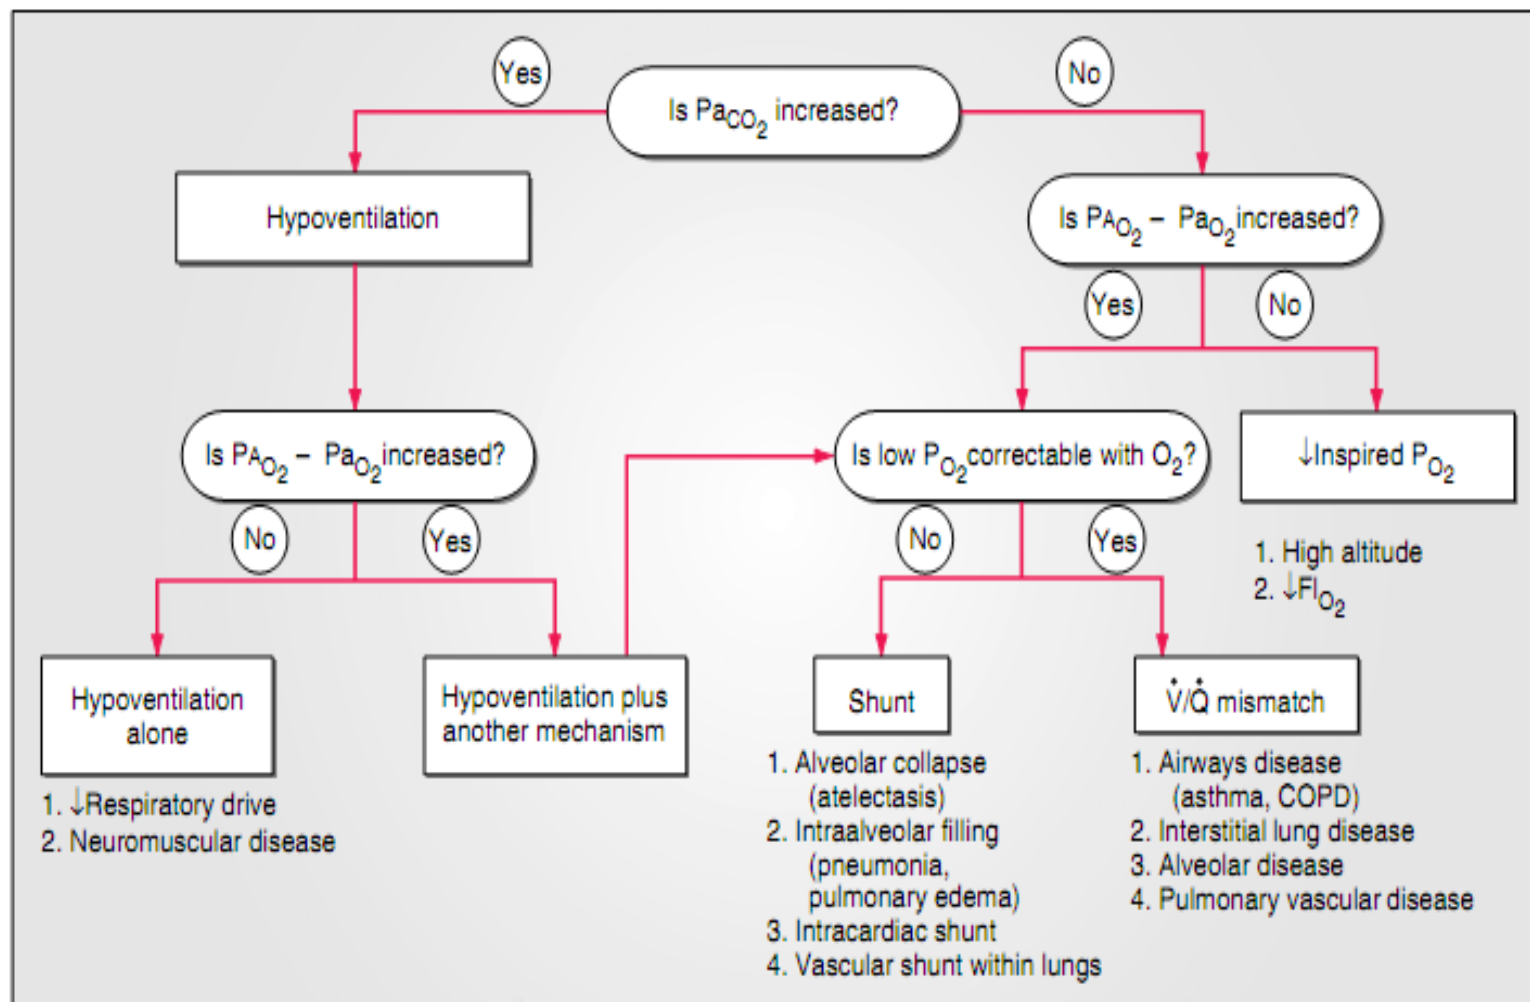 Yes
No
Is PaCO₂ increased?
Hypoventilation
Is PAO₂ – PaO₂ increased?
Yes
No
Is PAO₂ – PaO₂ increased?
Is low PO₂ correctable with O₂?
↓Inspired PO₂
No
Yes
No
Yes
1. High altitude
2. ↓FIO₂
Hypoventilation
alone
Hypoventilation plus
another mechanism
Shunt
V̇/Q̇ mismatch
1. ↓Respiratory drive
2. Neuromuscular disease
1. Alveolar collapse
(atelectasis)
2. Intraalveolar filling
(pneumonia,
pulmonary edema)
3. Intracardiac shunt
4. Vascular shunt within lungs
1. Airways disease
(asthma, COPD)
2. Interstitial lung disease
3. Alveolar disease
4. Pulmonary vascular disease